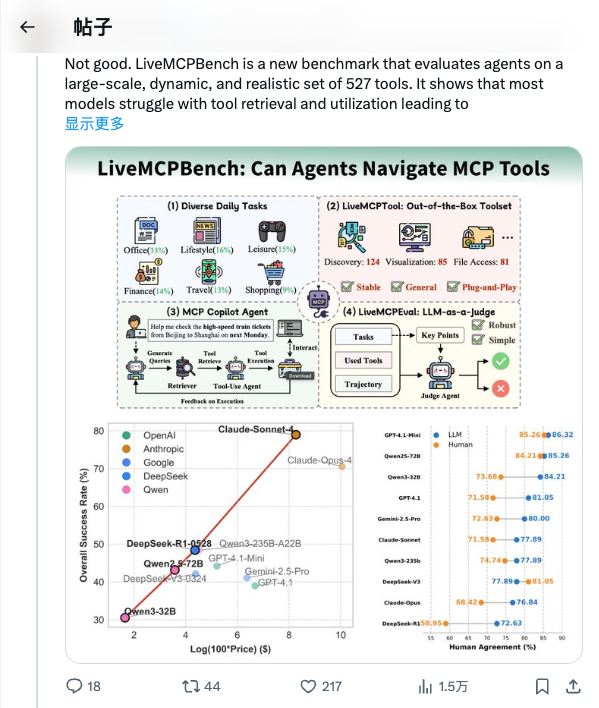 帖子
Not good. LiveMCPBench is a new benchmark that evaluates agents on a
large-scale, dynamic, and realistic set of 527 tools. It shows that most
models struggle with tool retrieval and utilization leading to
显示更多
LiveMCPBench: Can Agents Navigate MCP Tools
(1) Diverse Daily Tasks
DOC
NEWS
Office(33%) Lifestyle(16%) Leisure(15%)
Finance(14%) Travel(13%) Shopping(9%)
(2) LiveMCPTool: Out-of-the-Box Toolset
...
Discovery: 124 Visualization: 85 File Access: 81
Stable General Plug-and-Play
MCP
(3) MCP Copilot Agent
Help me check the high-speed train tickets
from Beijing to Shanghai on next Monday.
Interact
Generate
Queries
Tool
Retrieve
Tool
Execution
Download
Retriever Tool-Use Agent
Feedback on Execution
(4) LiveMCPEval: LLM-as-a-Judge
Tasks
Used Tools
Trajectory
Key Points
Robust
Simple
Judge Agent
Overall Success Rate (%)
80
70
60
50
40
30
OpenAI
Anthropic
Google
DeepSeek
Qwen
Claude-Sonnet-4
Claude-Opus-4
DeepSeek-R1-0528 Qwen3-235B-A22B
Qwen2.5-72B GPT-4.1-Mini
DeepSeek-V3-0324 Gemini-2.5-Pro
GPT-4.1
Qwen3-32B
2 4 6 8 10
Log(100*Price) ($)
LLM
Human
GPT-4.1-Mini 85.26 86.32
Qwen25-72B 84.21 85.26
Qwen3-32B 73.68 84.21
GPT-4.1 71.58 81.05
Gemini-2.5-Pro 72.63 80.00
Claude-Sonnet 71.58 77.89
Qwen3-235b 74.74 77.89
DeepSeek-V3 77.89 81.05
Claude-Opus 68.42 76.84
DeepSeek-R1 58.95 72.63
55 60 65 70 75 80 85 90
Human Agreement (%)
18 44 217 1.5万